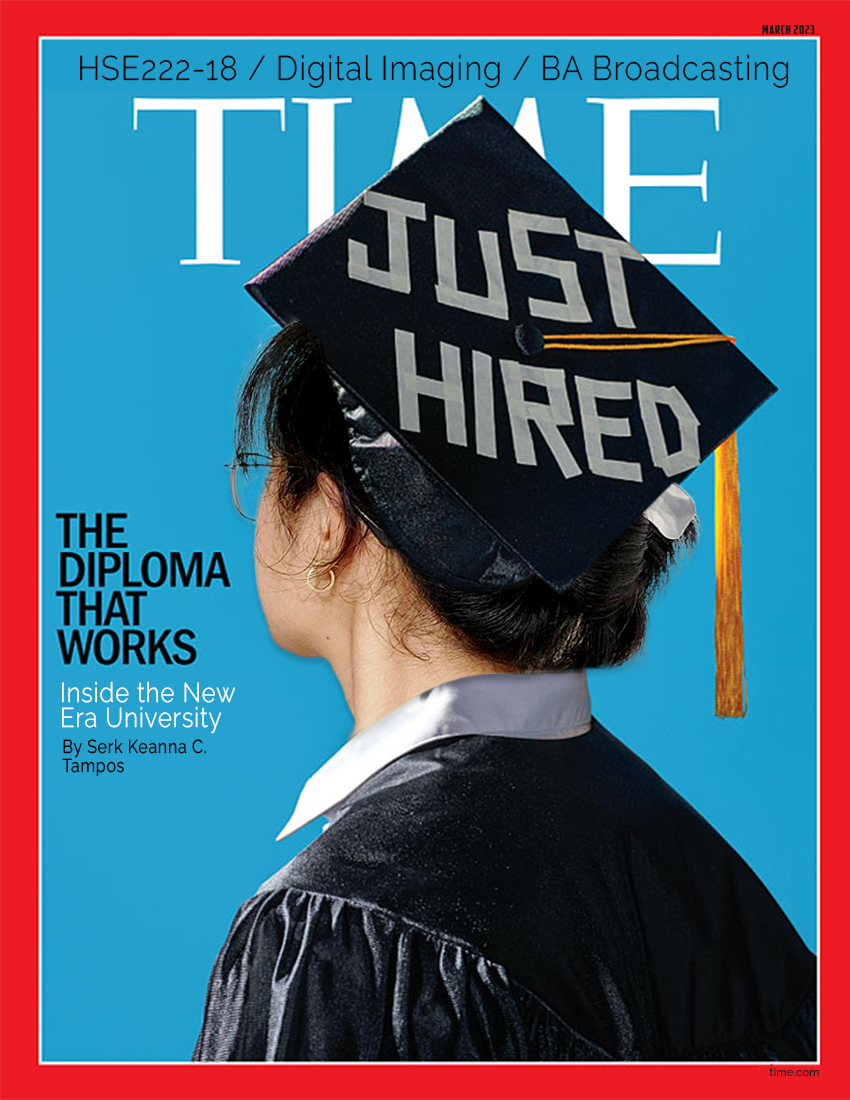 MARCH 2023
HSE222-18 / Digital Imaging / BA Broadcasting
TIME
JUST
HIRED
THE
DIPLOMA
THAT
WORKS
Inside the New
Era University
By Serk Keanna C.
Tampos
time.com